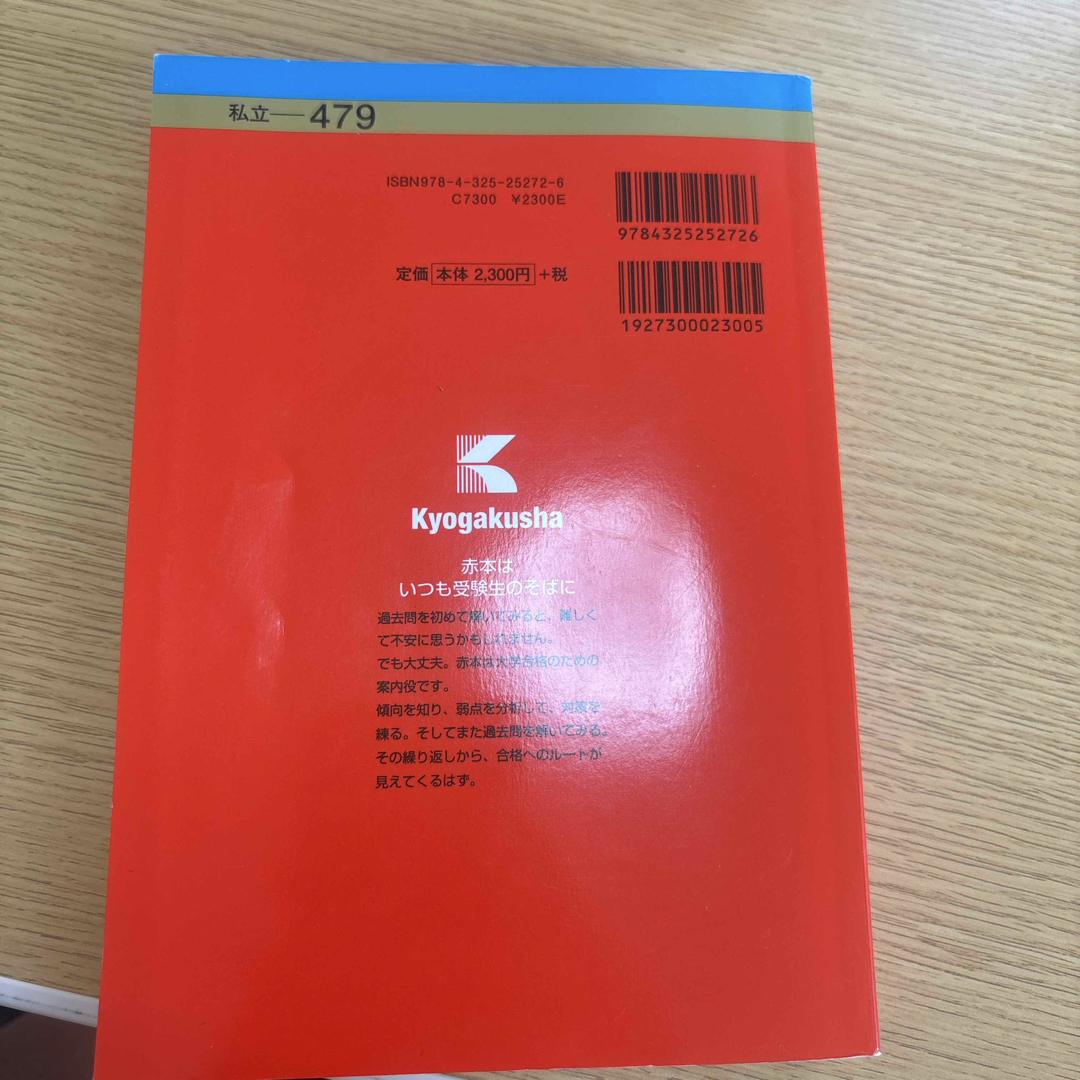 私立—479
ISBN978-4-325-25272-6
C7300 ¥2300E
9784325252726
定価 本体 2,300円 +税
1927300023005
Kyogakusha
赤本は
いつも受験生のそばに
過去問を初めて解いてみると、難しく
て不安に思うかもしれません。
でも大丈夫。赤本は大学合格のための
案内役です。
傾向を知り、弱点を分析して、対策を
練る。そしてまた過去問を解いてみる。
その繰り返しから、合格へのルートが
見えてくるはず。